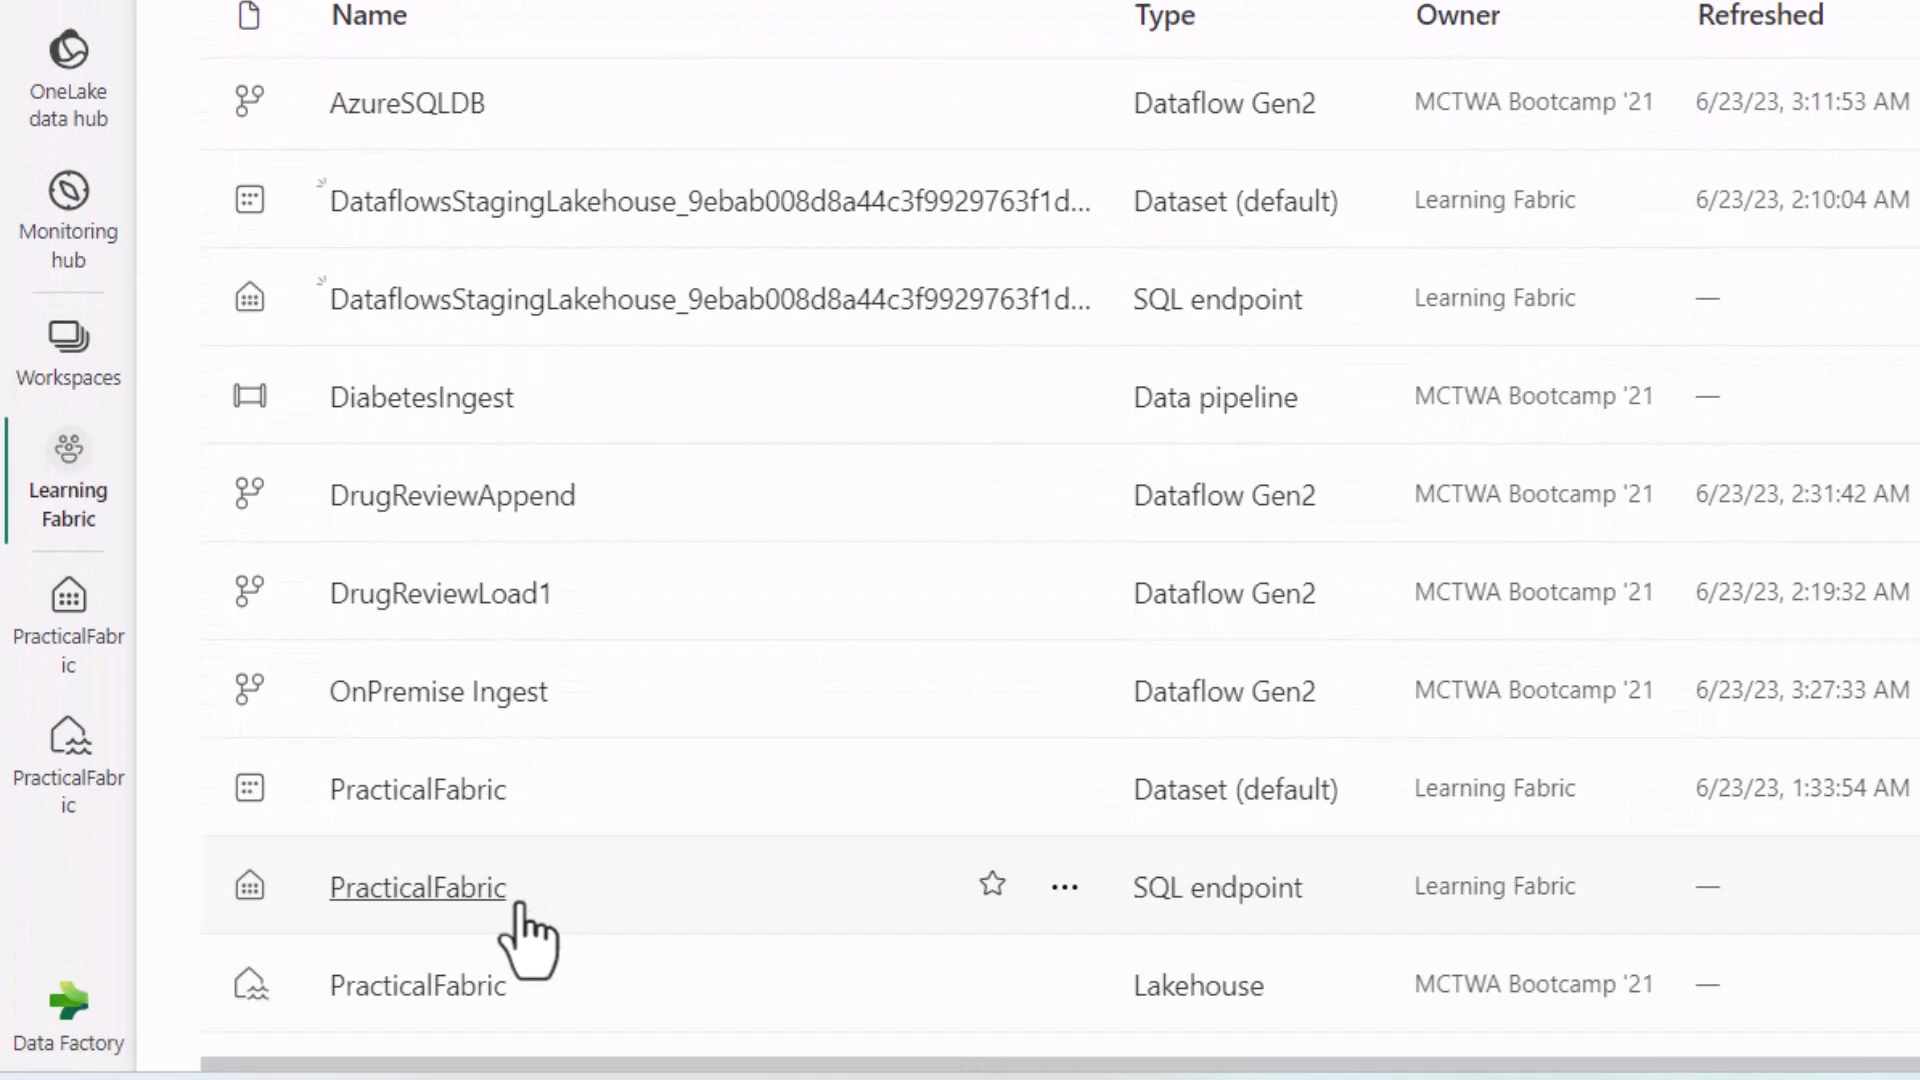 Name Type Owner Refreshed
OneLake
data hub
Monitoring
hub
Workspaces
Learning
Fabric
PracticalFabr
ic
PracticalFabr
ic
Data Factory
AzureSQLDB Dataflow Gen2 MCTWA Bootcamp '21 6/23/23, 3:11:53 AM
DataflowsStagingLakehouse_9ebab008d8a44c3f9929763f1d... Dataset (default) Learning Fabric 6/23/23, 2:10:04 AM
DataflowsStagingLakehouse_9ebab008d8a44c3f9929763f1d... SQL endpoint Learning Fabric —
DiabetesIngest Data pipeline MCTWA Bootcamp '21 —
DrugReviewAppend Dataflow Gen2 MCTWA Bootcamp '21 6/23/23, 2:31:42 AM
DrugReviewLoad1 Dataflow Gen2 MCTWA Bootcamp '21 6/23/23, 2:19:32 AM
OnPremise Ingest Dataflow Gen2 MCTWA Bootcamp '21 6/23/23, 3:27:33 AM
PracticalFabric Dataset (default) Learning Fabric 6/23/23, 1:33:54 AM
PracticalFabric ... SQL endpoint Learning Fabric —
PracticalFabric Lakehouse MCTWA Bootcamp '21 —